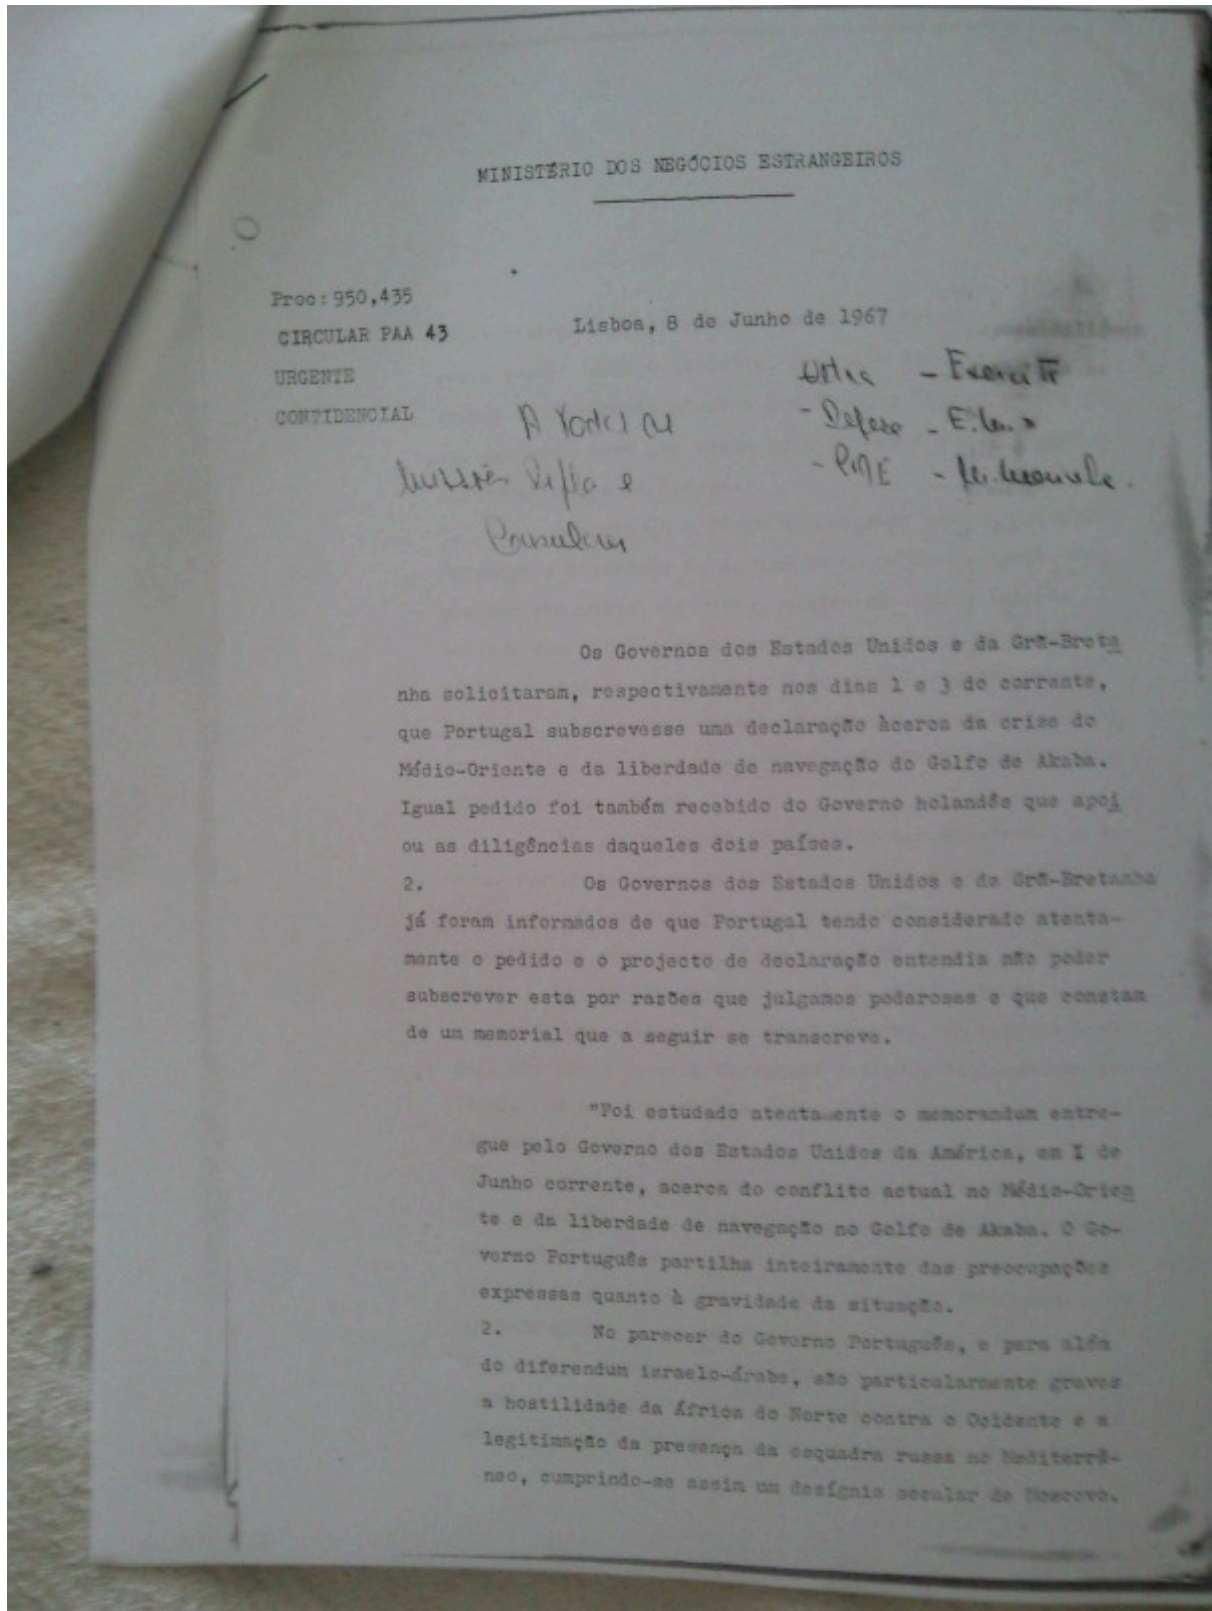 MINISTÉRIO DOS NEGÓCIOS ESTRANGEIROS
Proc: 950,435
CIRCULAR PAA 43
Lisboa, 8 de Junho de 1967
URGENTE
CONFIDENCIAL
A todas as
Missões e
Consulares
- Exercito
- Defesa -
-
Os Governos dos Estados Unidos e da Grã-Breta
nha solicitaram, respectivamente nos dias 1 e 3 do corrente,
que Portugal subscrevesse uma declaração àcerca da crise do
Médio-Oriente e da liberdade de navegação do Golfo de Akaba.
Igual pedido foi também recebido do Governo holandês que apoi
ou as diligências daqueles dois países.
2. Os Governos dos Estados Unidos e da Grã-Bretanha
já foram informados de que Portugal tendo considerado atenta-
mente o pedido e o projecto de declaração entendia não poder
subscrever esta por razões que julgamos poderosas e que constam
de um memorial que a seguir se transcreve.
"Foi estudado atentamente o memorandum entre-
gue pelo Governo dos Estados Unidos da América, em I de
Junho corrente, acerca do conflito actual no Médio-Orien
te e da liberdade de navegação no Golfo de Akaba. O Go-
verno Português partilha inteiramente das preocupações
expressas quanto à gravidade da situação.
2. No parecer do Governo Português, e para além
do diferendum israelo-árabe, são particularmente graves
a hostilidade da África do Norte contra o Ocidente e a
legitimação da presença da esquadra russa no Mediterrâ-
neo, cumprindo-se assim um desígnio secular de Moscovo.